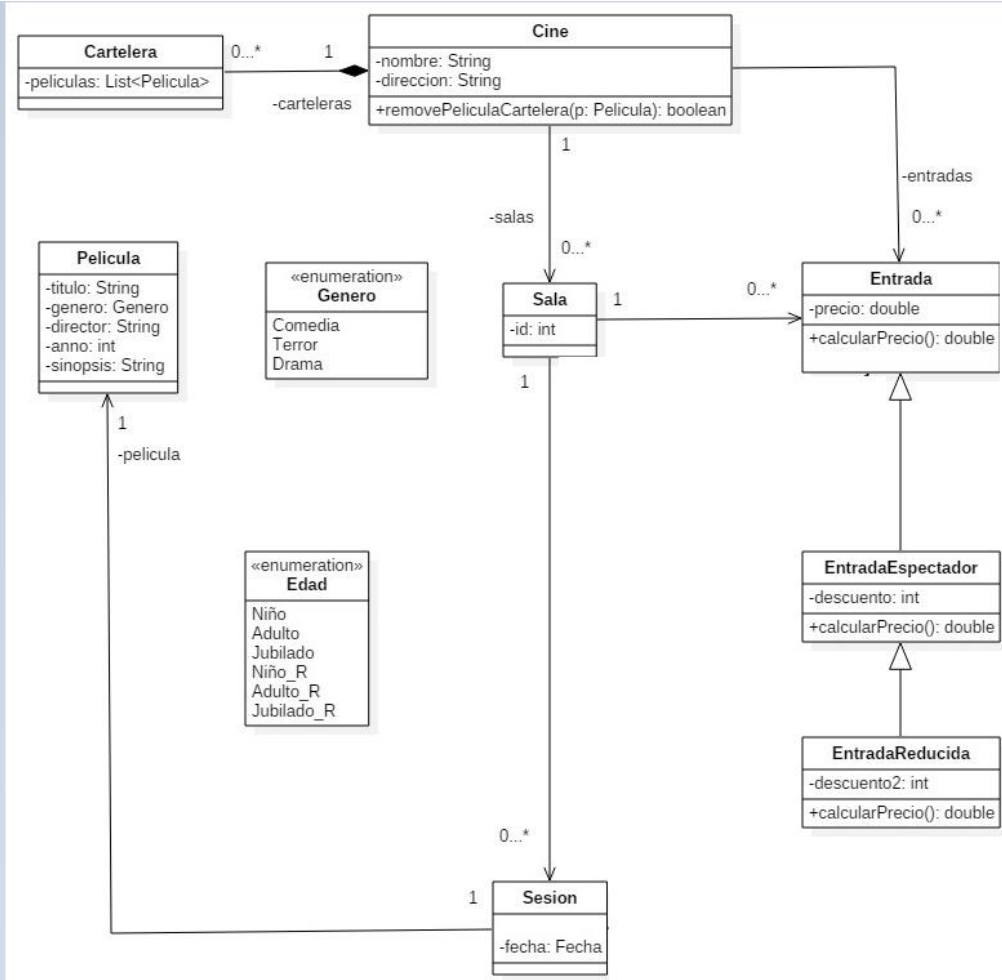 Cartelera
-peliculas: List<Pelicula>
0...*
1
-carteleras
Cine
-nombre: String
-direccion: String
+removePeliculaCartelera(p: Pelicula): boolean
1
-salas
0...*
-entradas
0...*
Pelicula
-titulo: String
-genero: Genero
-director: String
-anno: int
-sinopsis: String
«enumeration»
Genero
Comedia
Terror
Drama
Sala
-id: int
1
0...*
Entrada
-precio: double
+calcularPrecio(): double
1
1
-pelicula
«enumeration»
Edad
Niño
Adulto
Jubilado
Niño_R
Adulto_R
Jubilado_R
EntradaEspectador
-descuento: int
+calcularPrecio(): double
EntradaReducida
-descuento2: int
+calcularPrecio(): double
0...*
1
Sesion
-fecha: Fecha